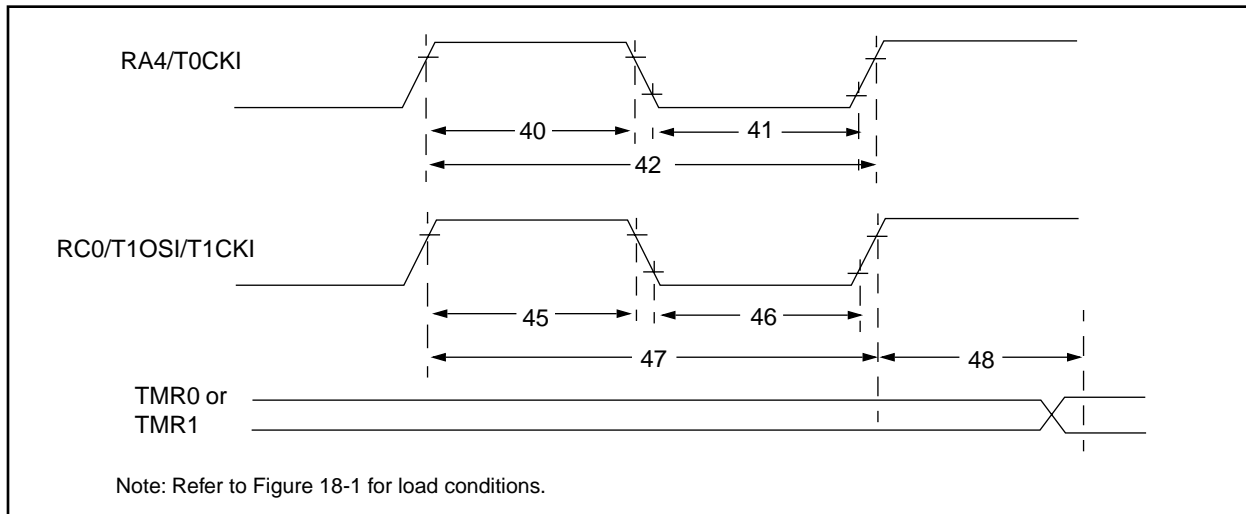 RA4/T0CKI
40
41
42
RC0/T1OSI/T1CKI
45
46
47
48
TMR0 or
TMR1
Note: Refer to Figure 18-1 for load conditions.